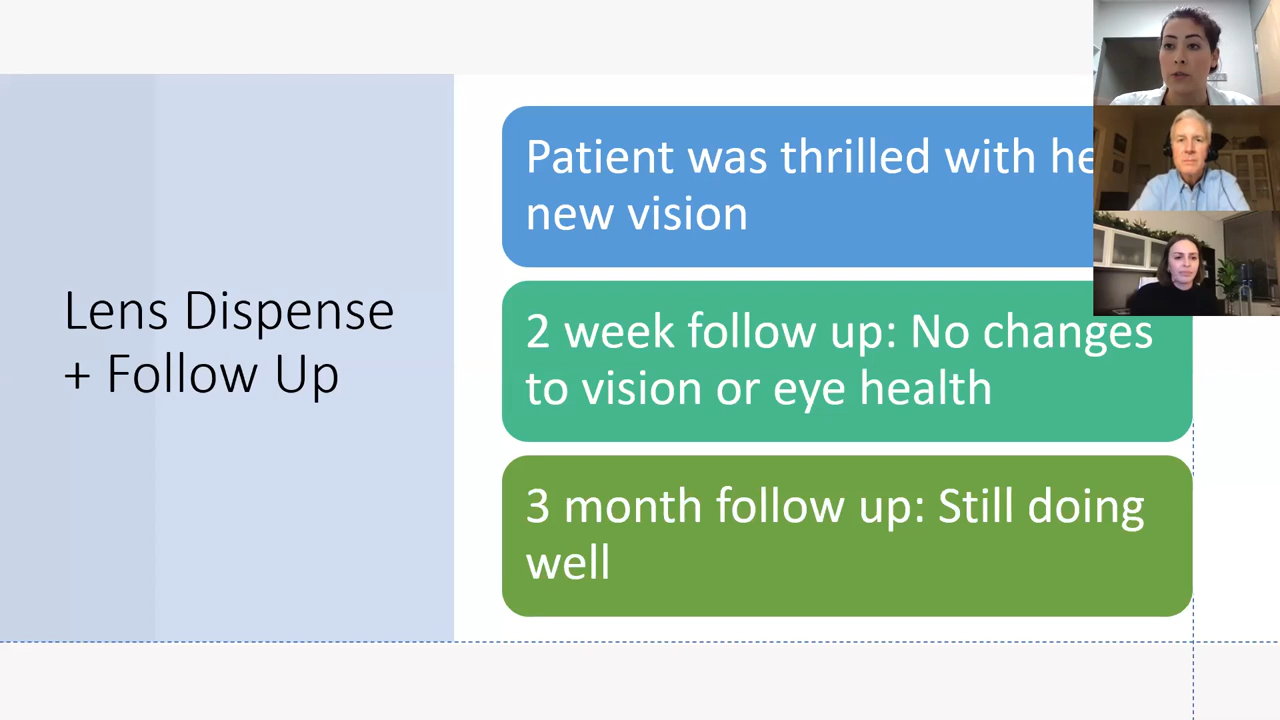 Lens Dispense
+ Follow Up
Patient was thrilled with
new vision
2 week follow up: No changes
to vision or eye health
3 month follow up: Still doing
well